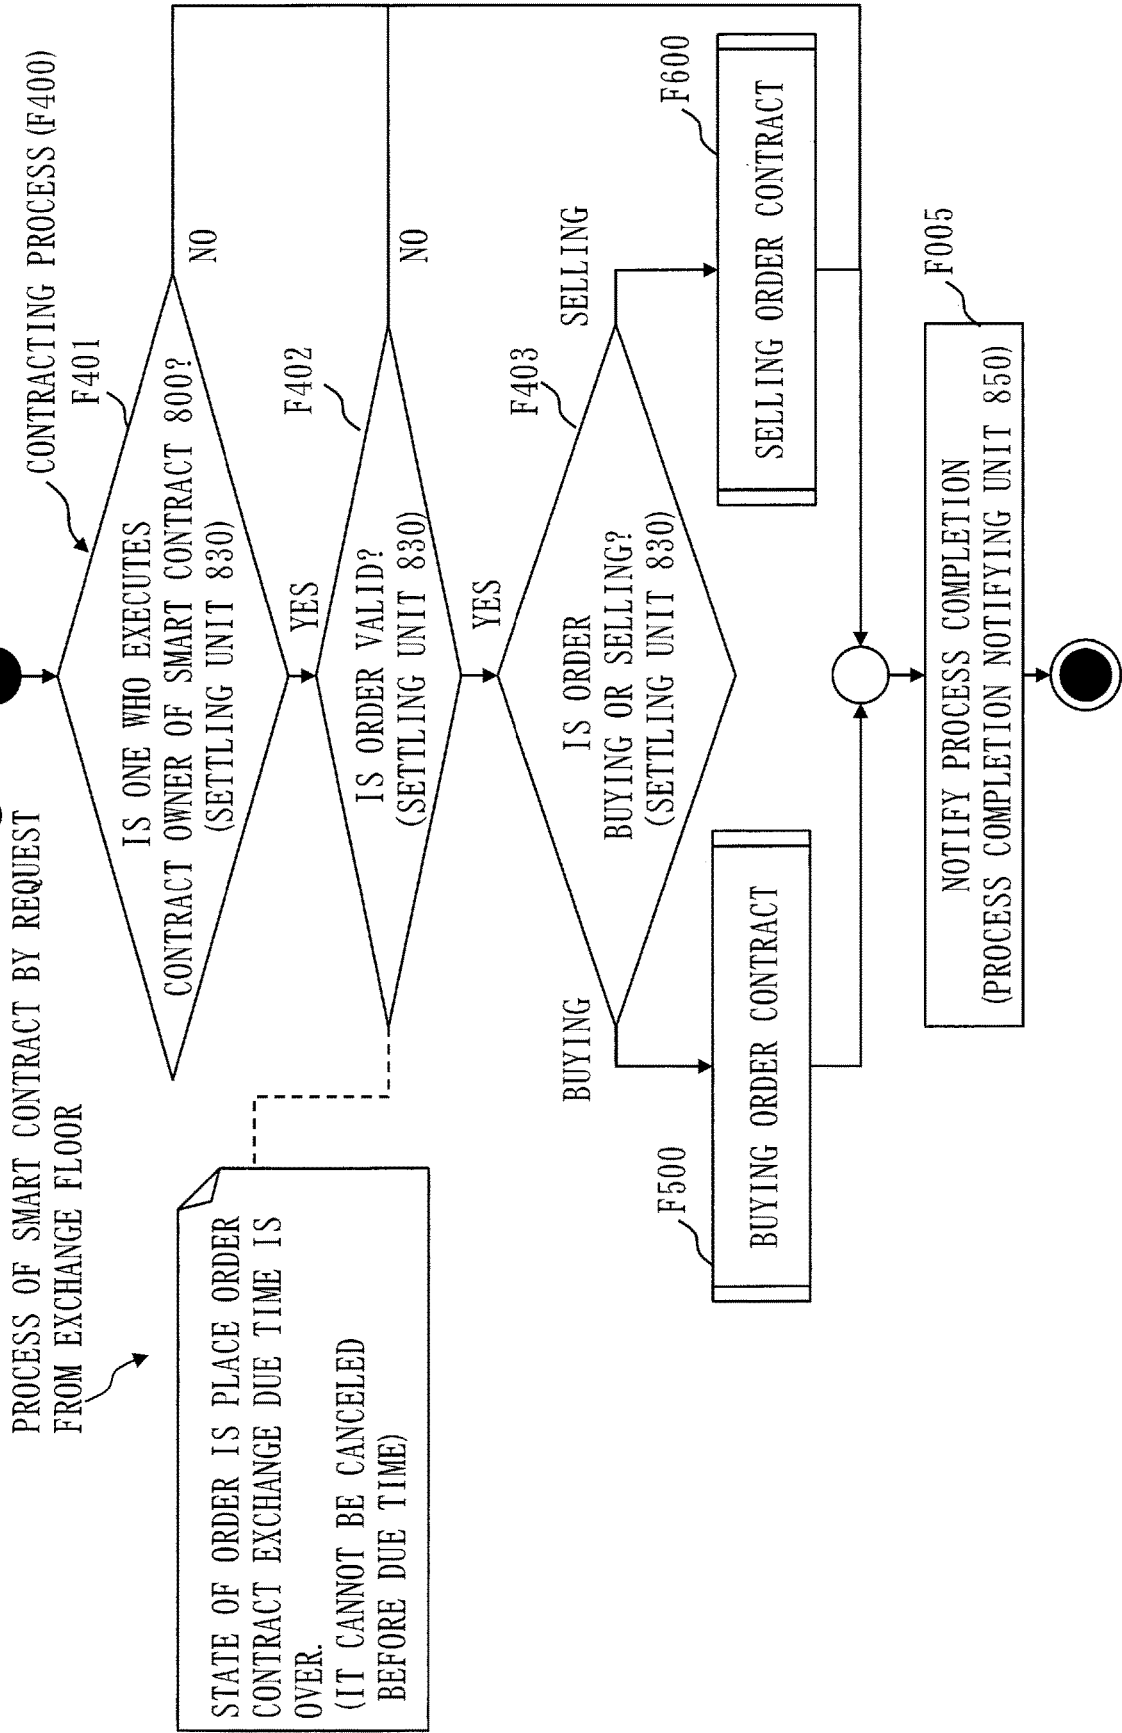 PROCESS OF SMART CONTRACT BY REQUEST
FROM EXCHANGE FLOOR
CONTRACTING PROCESS (F400)
F401
IS ONE WHO EXECUTES
CONTRACT OWNER OF SMART CONTRACT 800?
(SETTLING UNIT 830)
NO
YES
STATE OF ORDER IS PLACE ORDER
CONTRACT EXCHANGE DUE TIME IS
OVER.
(IT CANNOT BE CANCELED
BEFORE DUE TIME)
F402
IS ORDER VALID?
(SETTLING UNIT 830)
NO
YES
F403
IS ORDER
BUYING OR SELLING?
(SETTLING UNIT 830)
BUYING
SELLING
F500
BUYING ORDER CONTRACT
F600
SELLING ORDER CONTRACT
F005
NOTIFY PROCESS COMPLETION
(PROCESS COMPLETION NOTIFYING UNIT 850)